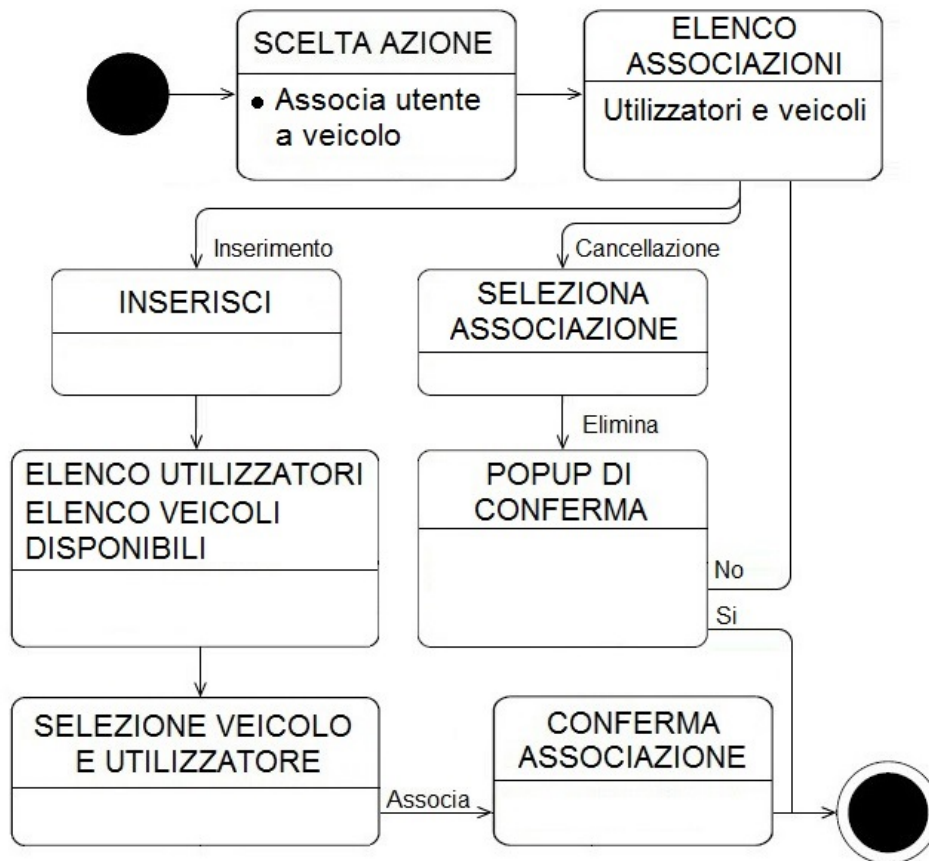 SCELTA AZIONE
• Associa utente
a veicolo
ELENCO
ASSOCIAZIONI
Utilizzatori e veicoli
Inserimento
Cancellazione
INSERISCI
SELEZIONA
ASSOCIAZIONE
Elimina
ELENCO UTILIZZATORI
ELENCO VEICOLI
DISPONIBILI
POPUP DI
CONFERMA
No
Si
SELEZIONE VEICOLO
E UTILIZZATORE
Associa
CONFERMA
ASSOCIAZIONE